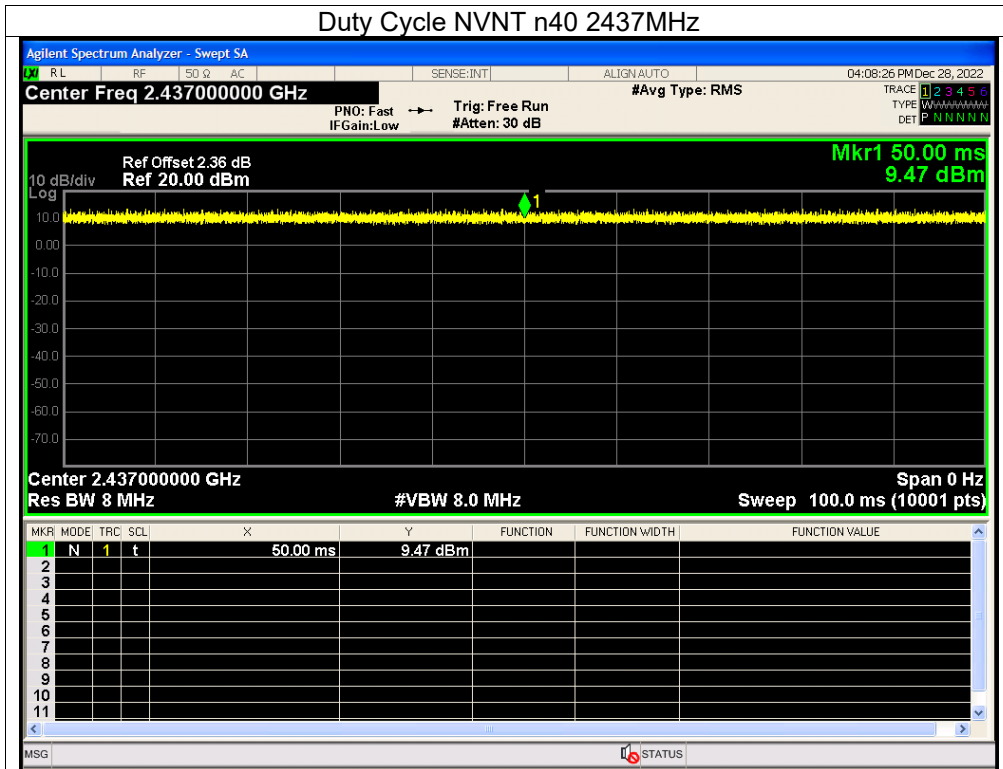 Duty Cycle NVNT n40 2437MHz
Agilent Spectrum Analyzer - Swept SA
LXI RL RF 50 Ω AC SENSE:INT ALIGN AUTO 04:08:26 PM Dec 28, 2022
Center Freq 2.437000000 GHz #Avg Type: RMS TRACE 1 2 3 4 5 6
PNO: Fast Trig: Free Run TYPE WWWWWW
IFGain:Low #Atten: 30 dB DET P N N N N N
Mkr1 50.00 ms
Ref Offset 2.36 dB
10 dB/div Ref 20.00 dBm 9.47 dBm
Log
1
10.0
0.00
-10.0
-20.0
-30.0
-40.0
-50.0
-60.0
-70.0
Center 2.437000000 GHz Span 0 Hz
Res BW 8 MHz #VBW 8.0 MHz Sweep 100.0 ms (10001 pts)
MKR MODE TRC SCL X Y FUNCTION FUNCTION WIDTH FUNCTION VALUE
1 N 1 t 50.00 ms 9.47 dBm
2
3
4
5
6
7
8
9
10
11
MSG STATUS